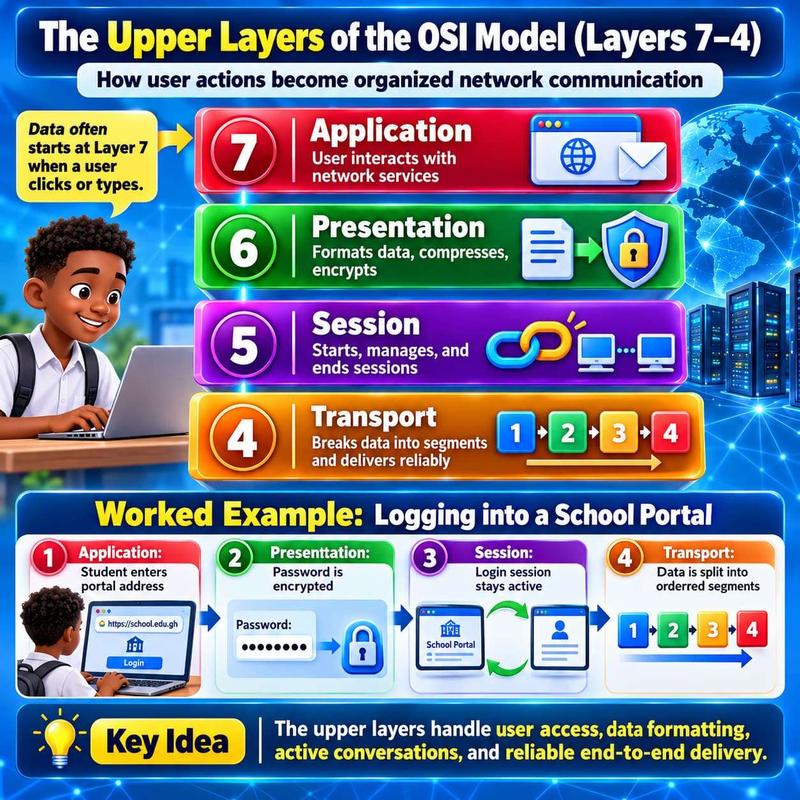 The Upper Layers of the OSI Model (Layers 7–4)
How user actions become organized network communication
Data often
starts at Layer 7
when a user
clicks or types.
7
Application
User interacts with
network services
6
Presentation
Formats data, compresses,
encrypts
5
Session
Starts, manages, and
ends sessions
4
Transport
Breaks data into segments
and delivers reliably
1 2 3 4
Worked Example: Logging into a School Portal
1 Application:
Student enters
portal address
https://school.edu.gh
Login
2 Presenttation:
Password is
encrypted
Password:
3 Session:
Login session
stays active
School Portal
4 Transport:
Data is split into
orderred segments
1 2 3 4
Key Idea
The upper layers handle user access, data formatting,
active conversations, and reliable end-to-end delivery.